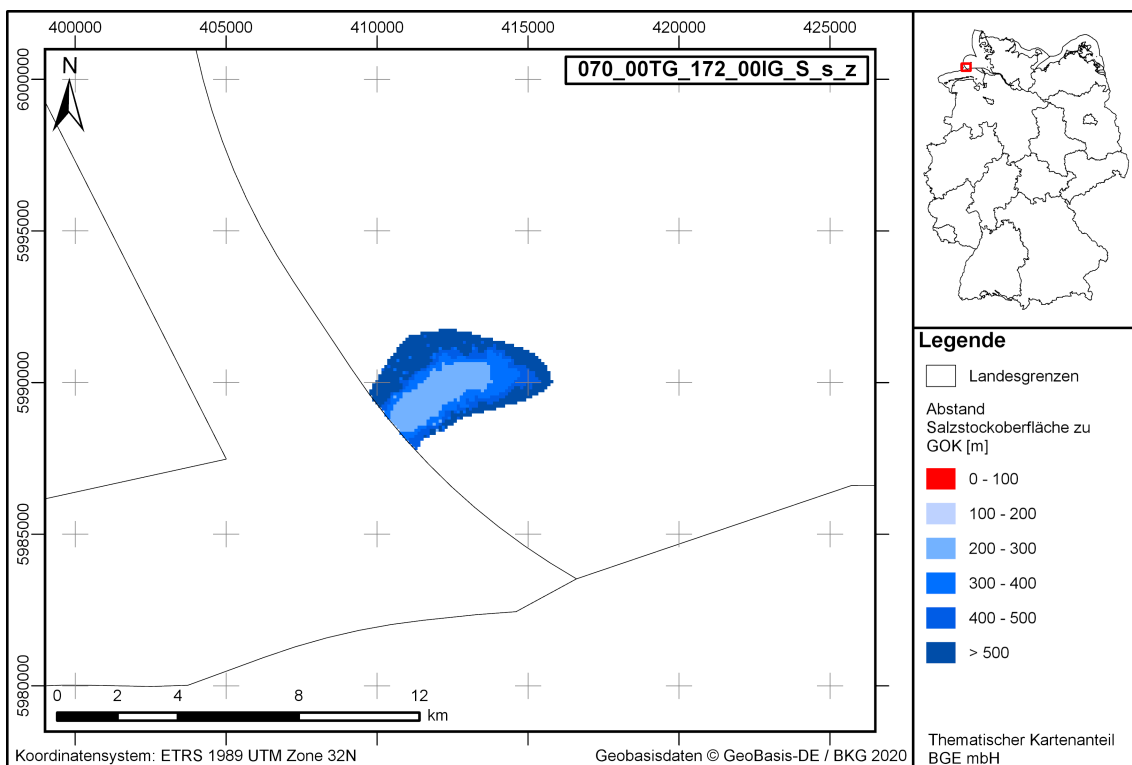 400000 405000 410000 415000 420000 425000
070_00TG_172_00IG_S_s_z
N
6000000
5995000
5990000
5985000
5980000
0 2 4 8 12
km
Koordinatensystem: ETRS 1989 UTM Zone 32N
Geobasisdaten © GeoBasis-DE / BKG 2020
Legende
Landesgrenzen
Abstand
Salzstockoberfläche zu
GOK [m]
0 - 100
100 - 200
200 - 300
300 - 400
400 - 500
> 500
Thematischer Kartenanteil
BGE mbH